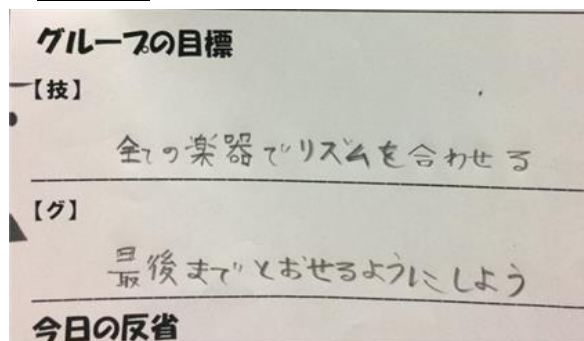 グループの目標
【技】
全ての楽器でリズムを合わせる
【グ】
最後までとおせるようにしよう
今日の反省